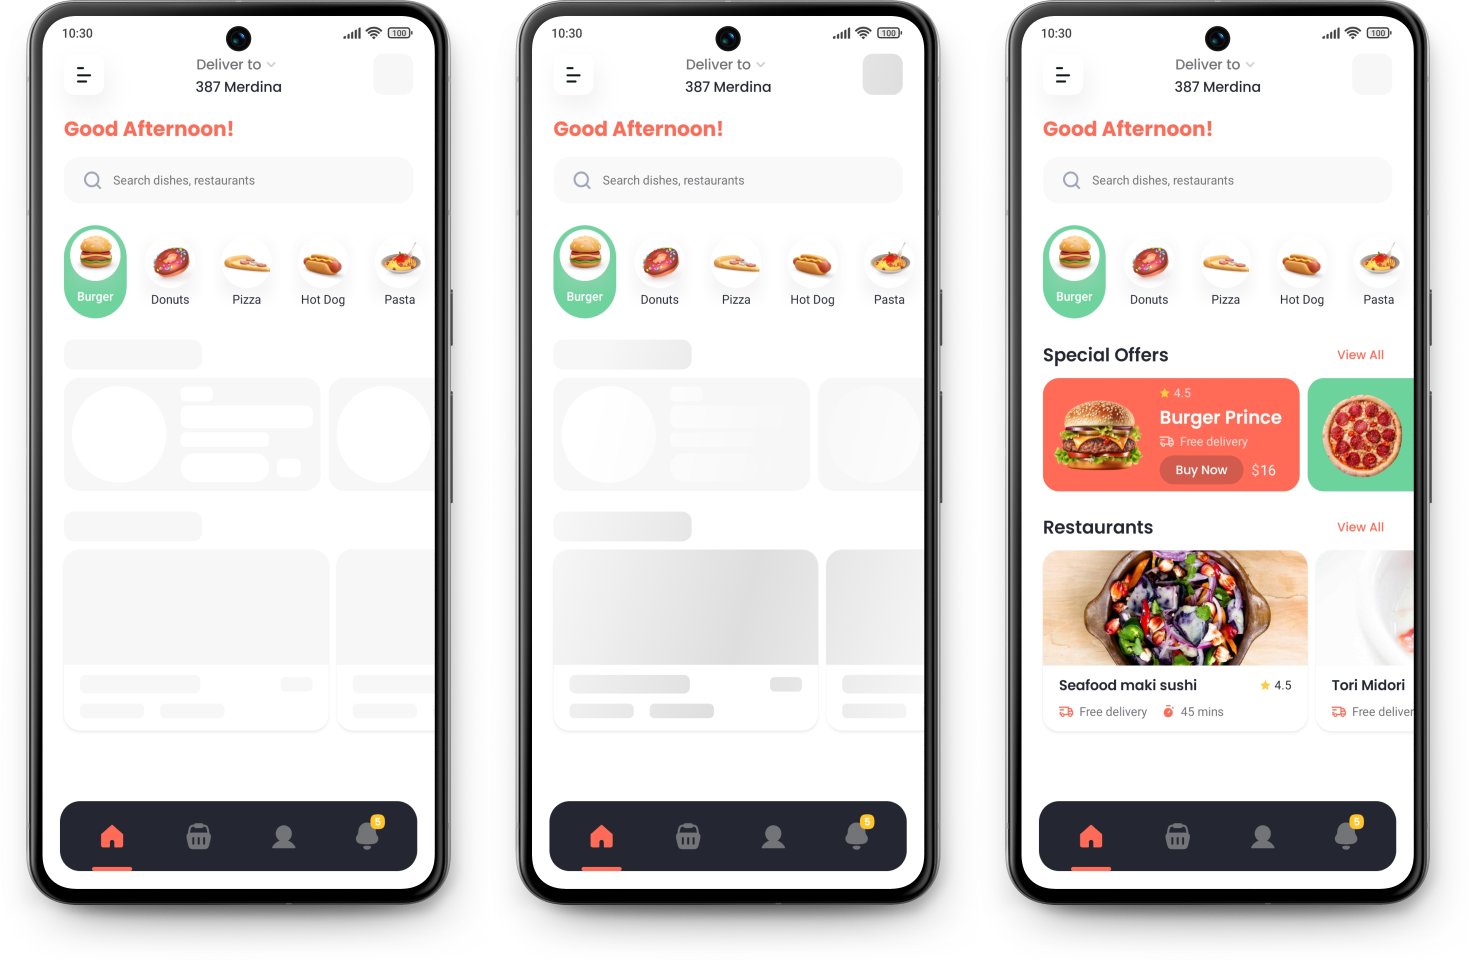 10:30
100
Deliver to
387 Merdina
Good Afternoon!
Search dishes, restaurants
Burger
Donuts
Pizza
Hot Dog
Pasta
5
10:30
100
Deliver to
387 Merdina
Good Afternoon!
Search dishes, restaurants
Burger
Donuts
Pizza
Hot Dog
Pasta
5
10:30
100
Deliver to
387 Merdina
Good Afternoon!
Search dishes, restaurants
Burger
Donuts
Pizza
Hot Dog
Pasta
Special Offers
View All
4.5
Burger Prince
Free delivery
Buy Now
$16
Restaurants
View All
Seafood maki sushi
4.5
Free delivery
45 mins
Tori Midori
Free deliver
5